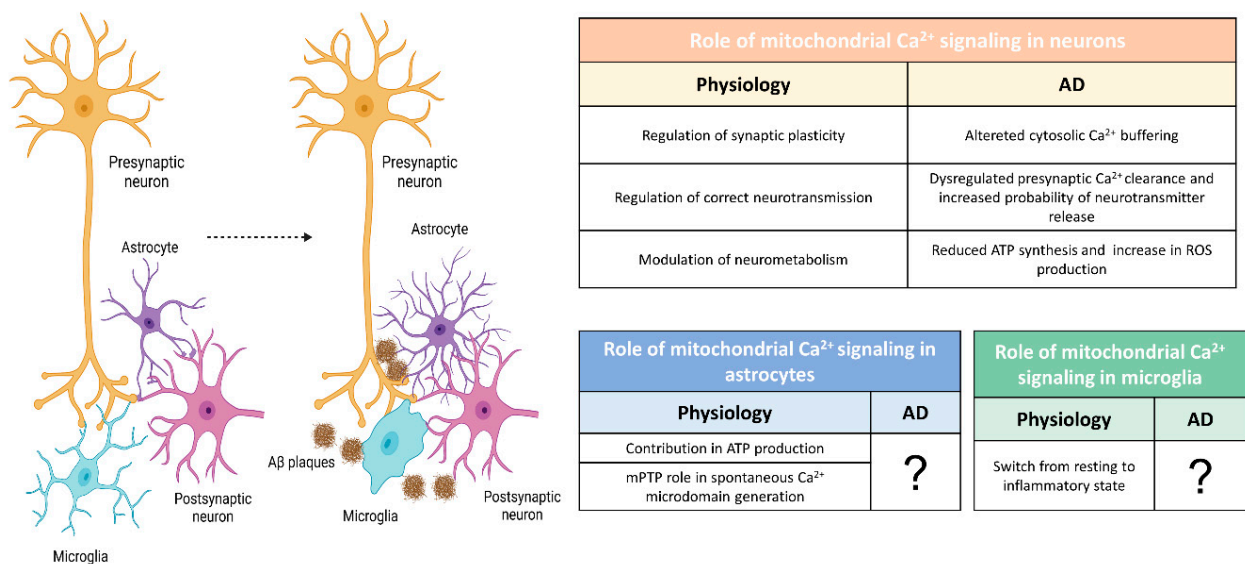 Presynaptic
neuron
Astrocyte
Postsynaptic
neuron
Microglia
Presynaptic
neuron
Astrocyte
Aβ plaques
Microglia
Postsynaptic
neuron
Role of mitochondrial Ca²⁺ signaling in neurons
Physiology
AD
Regulation of synaptic plasticity
Altereted cytosolic Ca²⁺ buffering
Regulation of correct neurotransmission
Dysregulated presynaptic Ca²⁺ clearance and
increased probability of neurotransmitter
release
Modulation of neurometabolism
Reduced ATP synthesis and increase in ROS
production
Role of mitochondrial Ca²⁺ signaling in
astrocytes
Physiology
AD
Contribution in ATP production
mPTP role in spontaneous Ca²⁺
microdomain generation
?
Role of mitochondrial Ca²⁺
signaling in microglia
Physiology
AD
Switch from resting to
inflammatory state
?